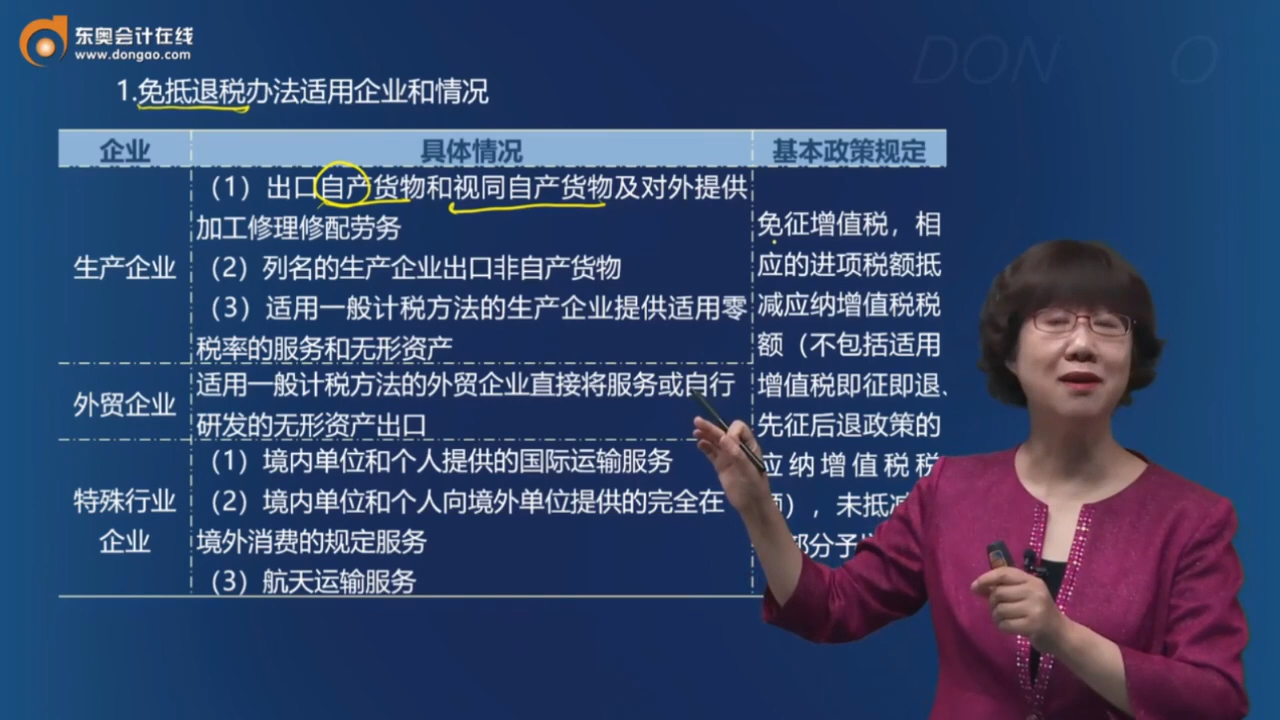 东奥会计在线
www.dongao.com
DON O
1.免抵退税办法适用企业和情况
企业 具体情况 基本政策规定
生产企业
（1）出口自产货物和视同自产货物及对外提供
加工修理修配劳务
（2）列名的生产企业出口非自产货物
（3）适用一般计税方法的生产企业提供适用零
税率的服务和无形资产
外贸企业
适用一般计税方法的外贸企业直接将服务或自行
研发的无形资产出口
特殊行业
企业
（1）境内单位和个人提供的国际运输服务
（2）境内单位和个人向境外单位提供的完全在
境外消费的规定服务
（3）航天运输服务
免征增值税，相
应的进项税额抵
减应纳增值税税
额（不包括适用
增值税即征即退、
先征后退政策的
应纳增值税税
），未抵减
部分予